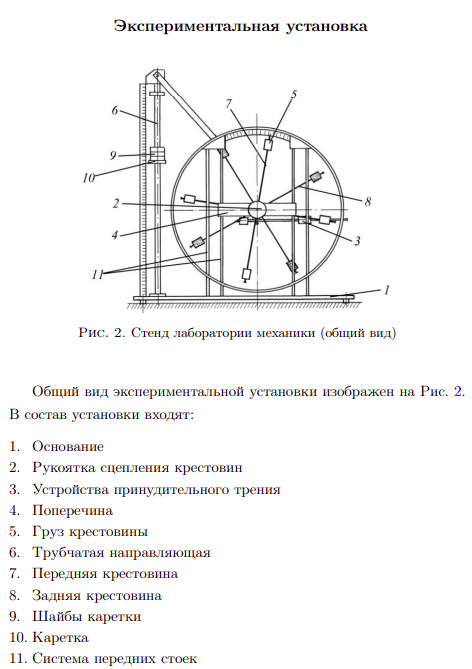 Экспериментальная установка
5
7
6
9
10
8
2
4
3
11
1
Рис. 2. Стенд лаборатории механики (общий вид)
Общий вид экспериментальной установки изображен на Рис. 2.
В состав установки входят:
1. Основание
2. Рукоятка сцепления крестовин
3. Устройства принудительного трения
4. Поперечина
5. Груз крестовины
6. Трубчатая направляющая
7. Передняя крестовина
8. Задняя крестовина
9. Шайбы каретки
10. Каретка
11. Система передних стоек